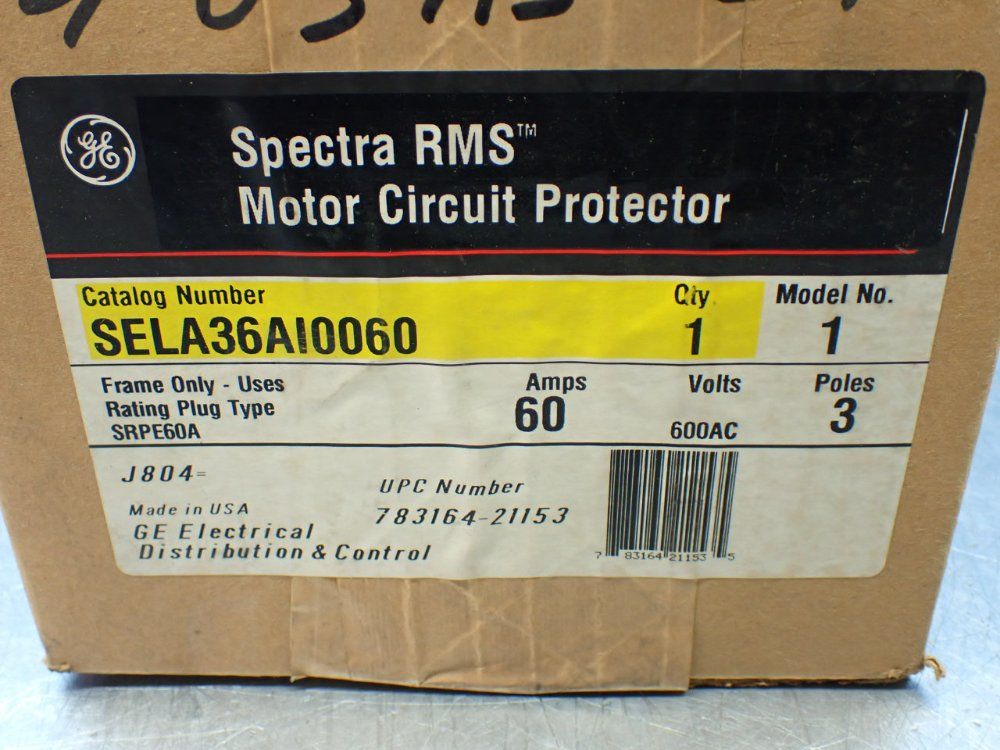 GE
Spectra RMS™
Motor Circuit Protector
Catalog Number Qty Model No.
SELA36AI0060 1 1
Frame Only - Uses Amps Volts Poles
Rating Plug Type 60 3
SRPE60A 600AC
J804=
UPC Number
Made in USA 783164-21153
GE Electrical
Distribution & Control
7 83164 21153 5